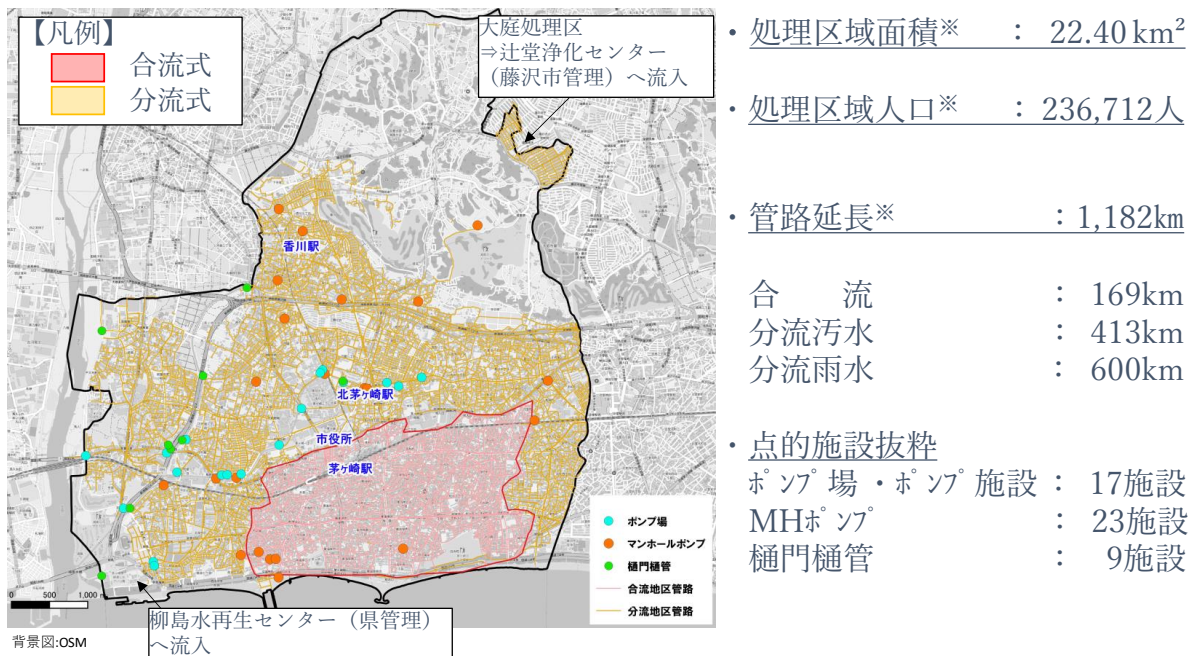 【凡例】
合流式
分流式
大庭処理区
⇒辻堂浄化センター
（藤沢市管理）へ流入
香川駅
北茅ヶ崎駅
市役所
茅ヶ崎駅
ポンプ場
マンホールポンプ
樋門樋管
合流地区管路
分流地区管路
0 500 1,000 m
柳島水再生センター（県管理）
へ流入
背景図:OSM
・処理区域面積※ ： 22.40 km²
・処理区域人口※ ： 236,712人
・管路延長※ ：1,182㎞
合 流 ： 169km
分流汚水 ： 413km
分流雨水 ： 600km
・点的施設抜粋
ﾎﾟﾝﾌﾟ場・ﾎﾟﾝﾌﾟ施設 ： 17施設
MHﾎﾟﾝﾌﾟ ： 23施設
樋門樋管 ： 9施設